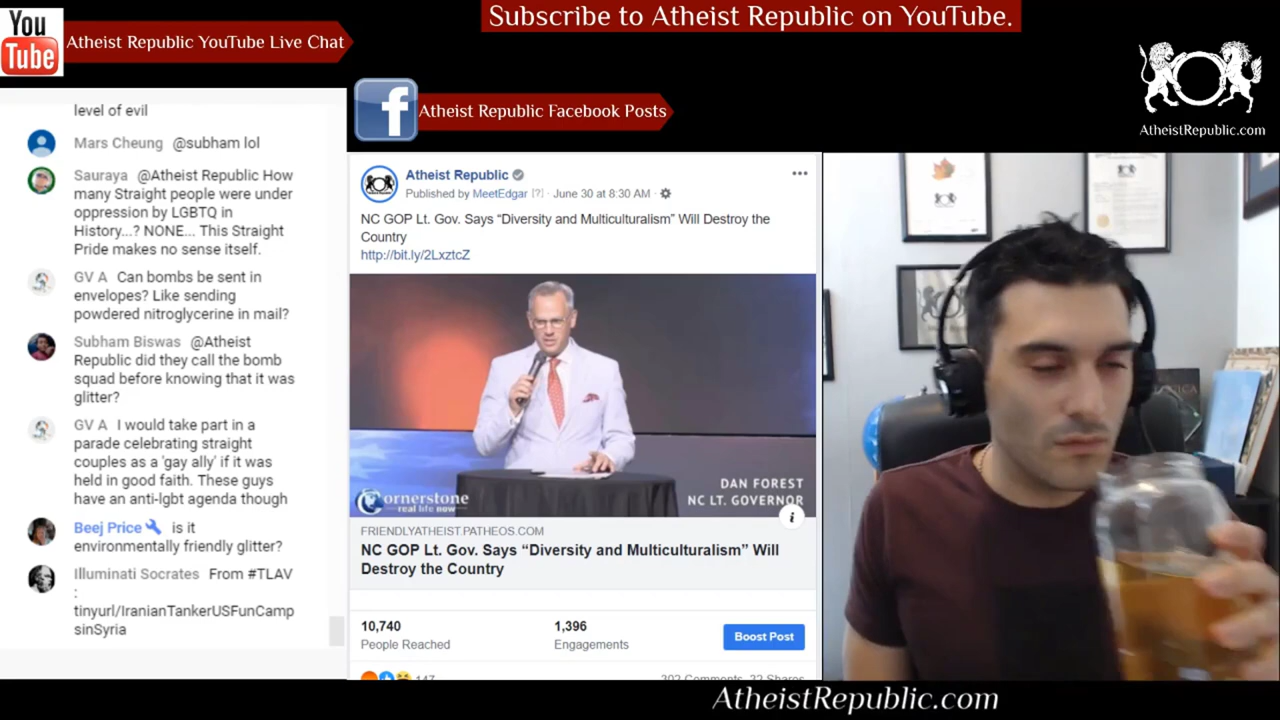 Subscribe to Atheist Republic on YouTube.
You
Tube
Atheist Republic YouTube Live Chat
AtheistRepublic.com
f
Atheist Republic Facebook Posts
level of evil
Mars Cheung @subham lol
Sauraya @Atheist Republic How
many Straight people were under
oppression by LGBTQ in
History...? NONE... This Straight
Pride makes no sense itself.
GV A Can bombs be sent in
envelopes? Like sending
powdered nitroglycerine in mail?
Subham Biswas @Atheist
Republic did they call the bomb
squad before knowing that it was
glitter?
GV A I would take part in a
parade celebrating straight
couples as a 'gay ally' if it was
held in good faith. These guys
have an anti-lgbt agenda though
Beej Price is it
environmentally friendly glitter?
Illuminati Socrates From #TLAV
:
tinyurl/IranianTankerUSFunCamp
sinSyria
Atheist Republic
Published by MeetEdgar [?] · June 30 at 8:30 AM ·
NC GOP Lt. Gov. Says “Diversity and Multiculturalism” Will Destroy the
Country
http://bit.ly/2LxztcZ
Cornerstone
real life now
DAN FOREST
NC LT. GOVERNOR
i
FRIENDLYATHEIST.PATHEOS.COM
NC GOP Lt. Gov. Says “Diversity and Multiculturalism” Will
Destroy the Country
10,740
People Reached
1,396
Engagements
Boost Post
AtheistRepublic.com